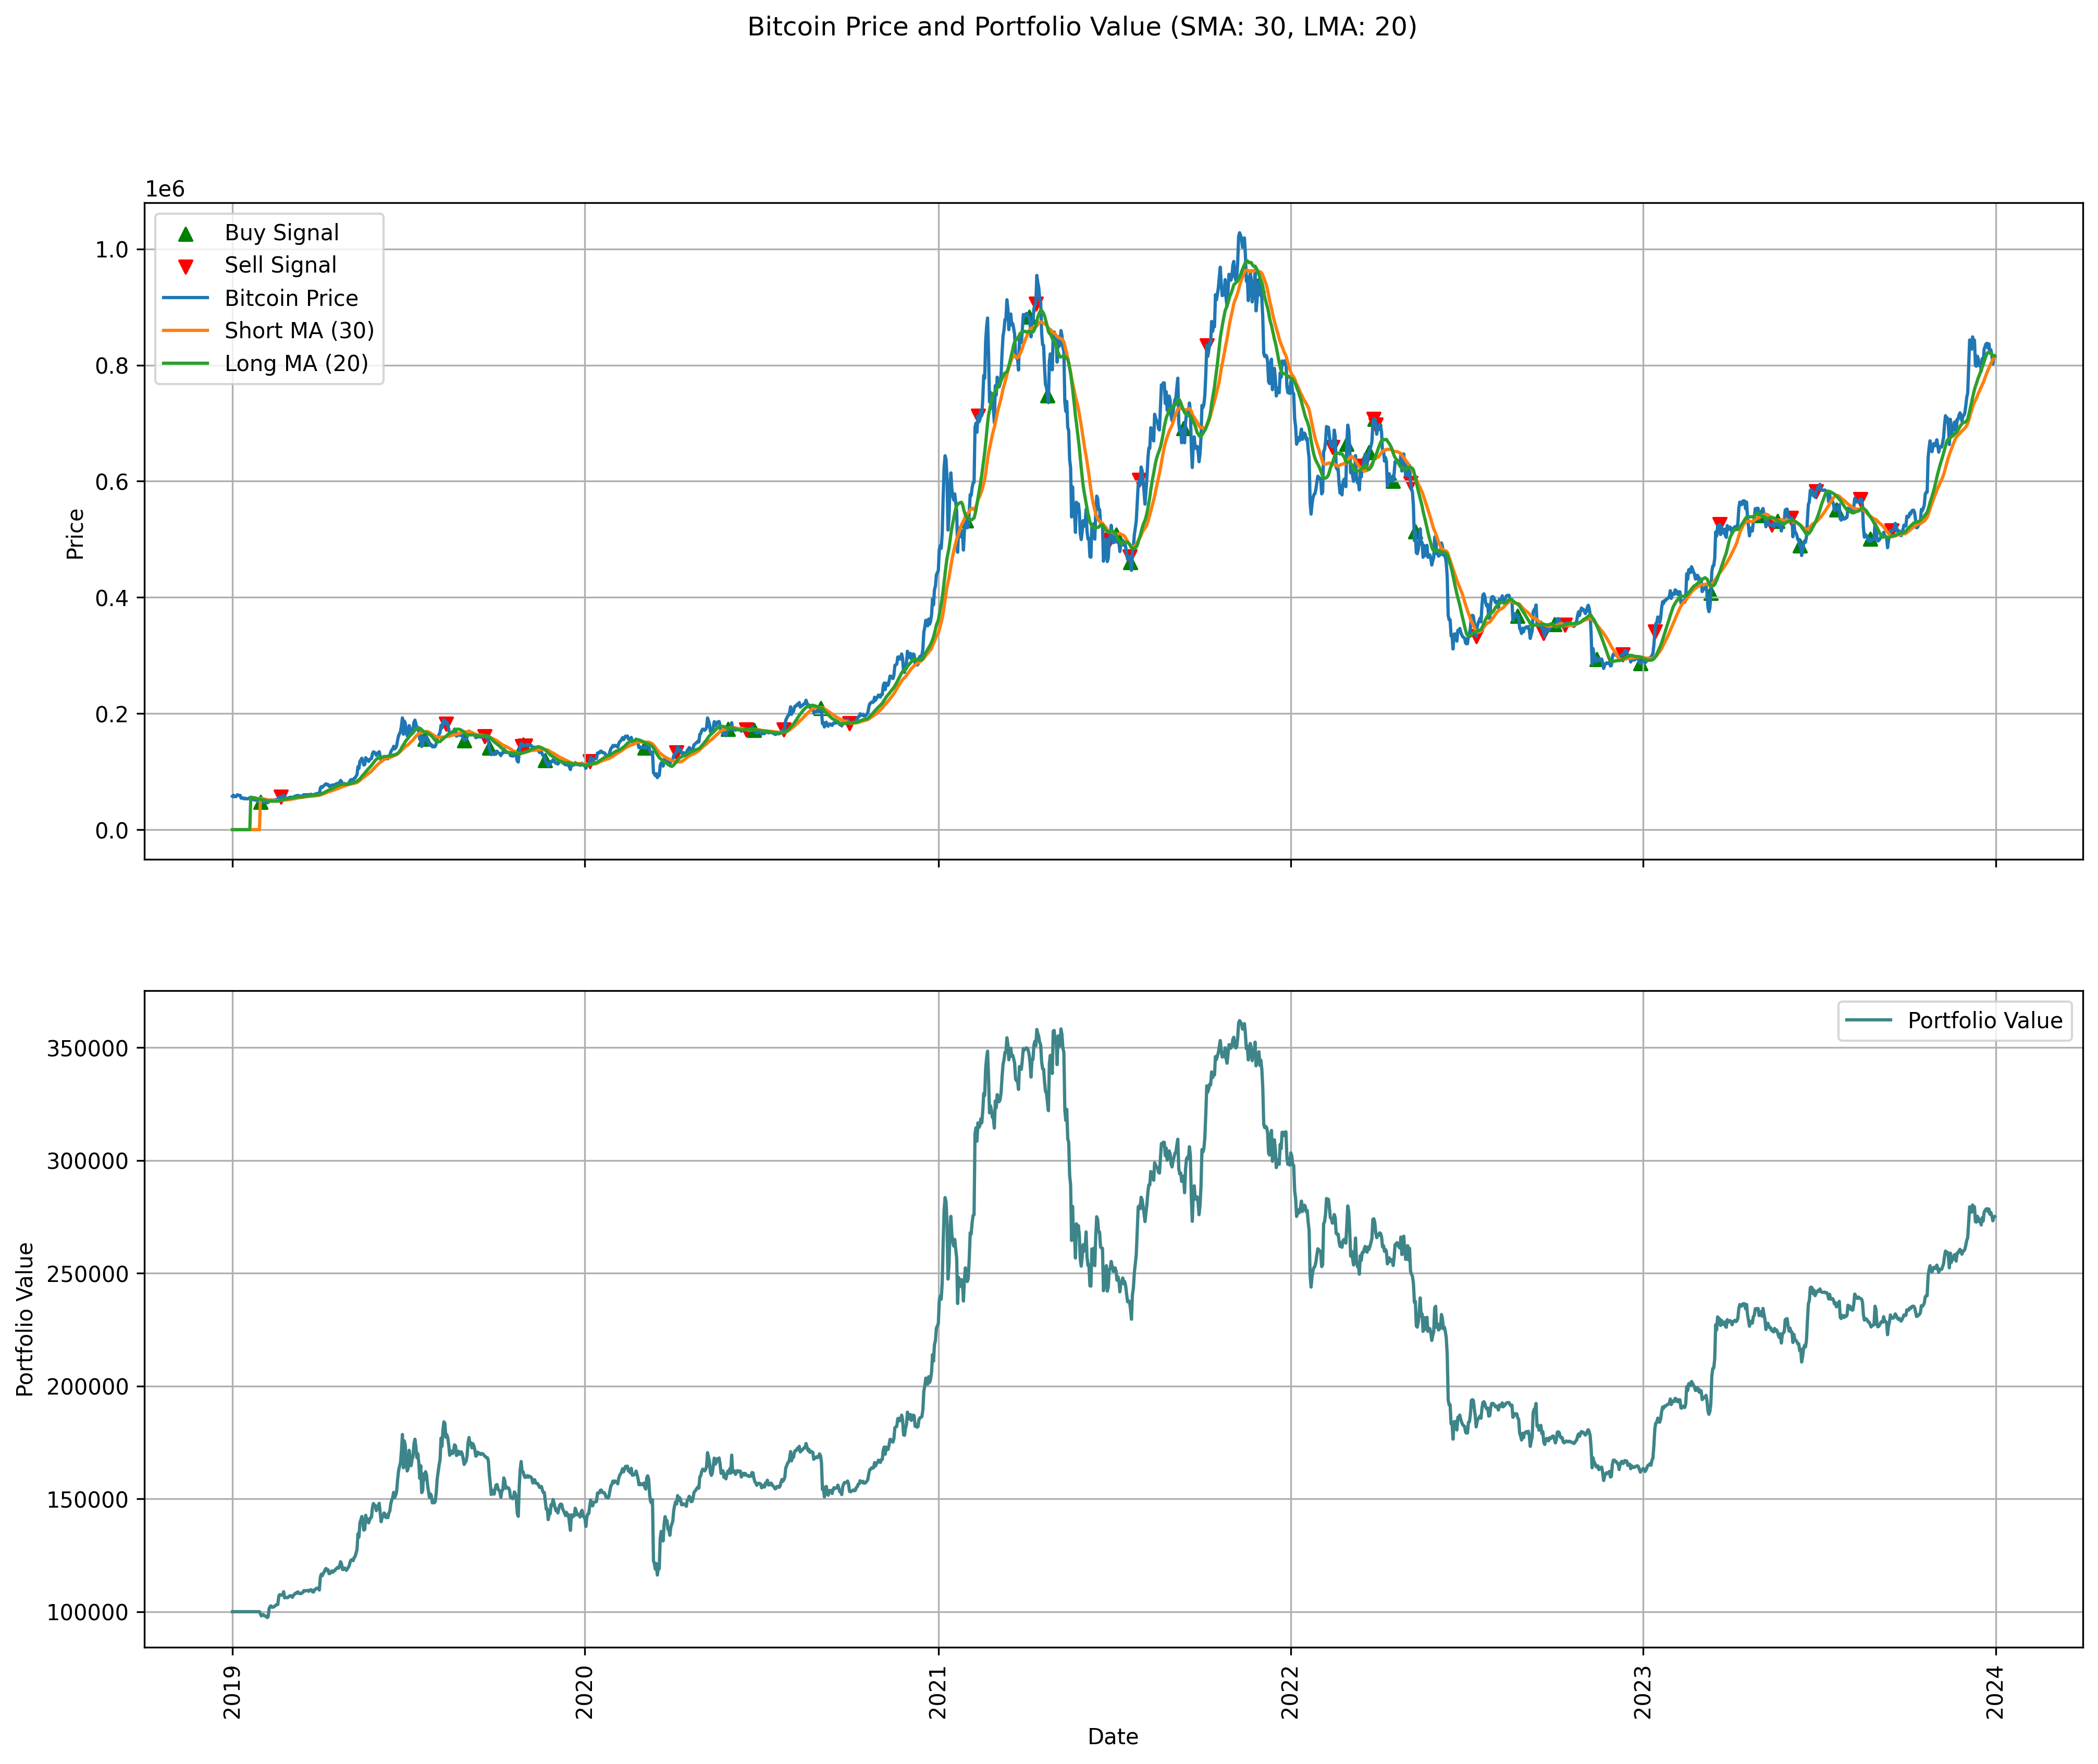 Bitcoin Price and Portfolio Value (SMA: 30, LMA: 20)
1e6
Buy Signal
Sell Signal
Bitcoin Price
Short MA (30)
Long MA (20)
Price
1.0
0.8
0.6
0.4
0.2
0.0
Portfolio Value
Portfolio Value
350000
300000
250000
200000
150000
100000
2019
2020
2021
2022
2023
2024
Date